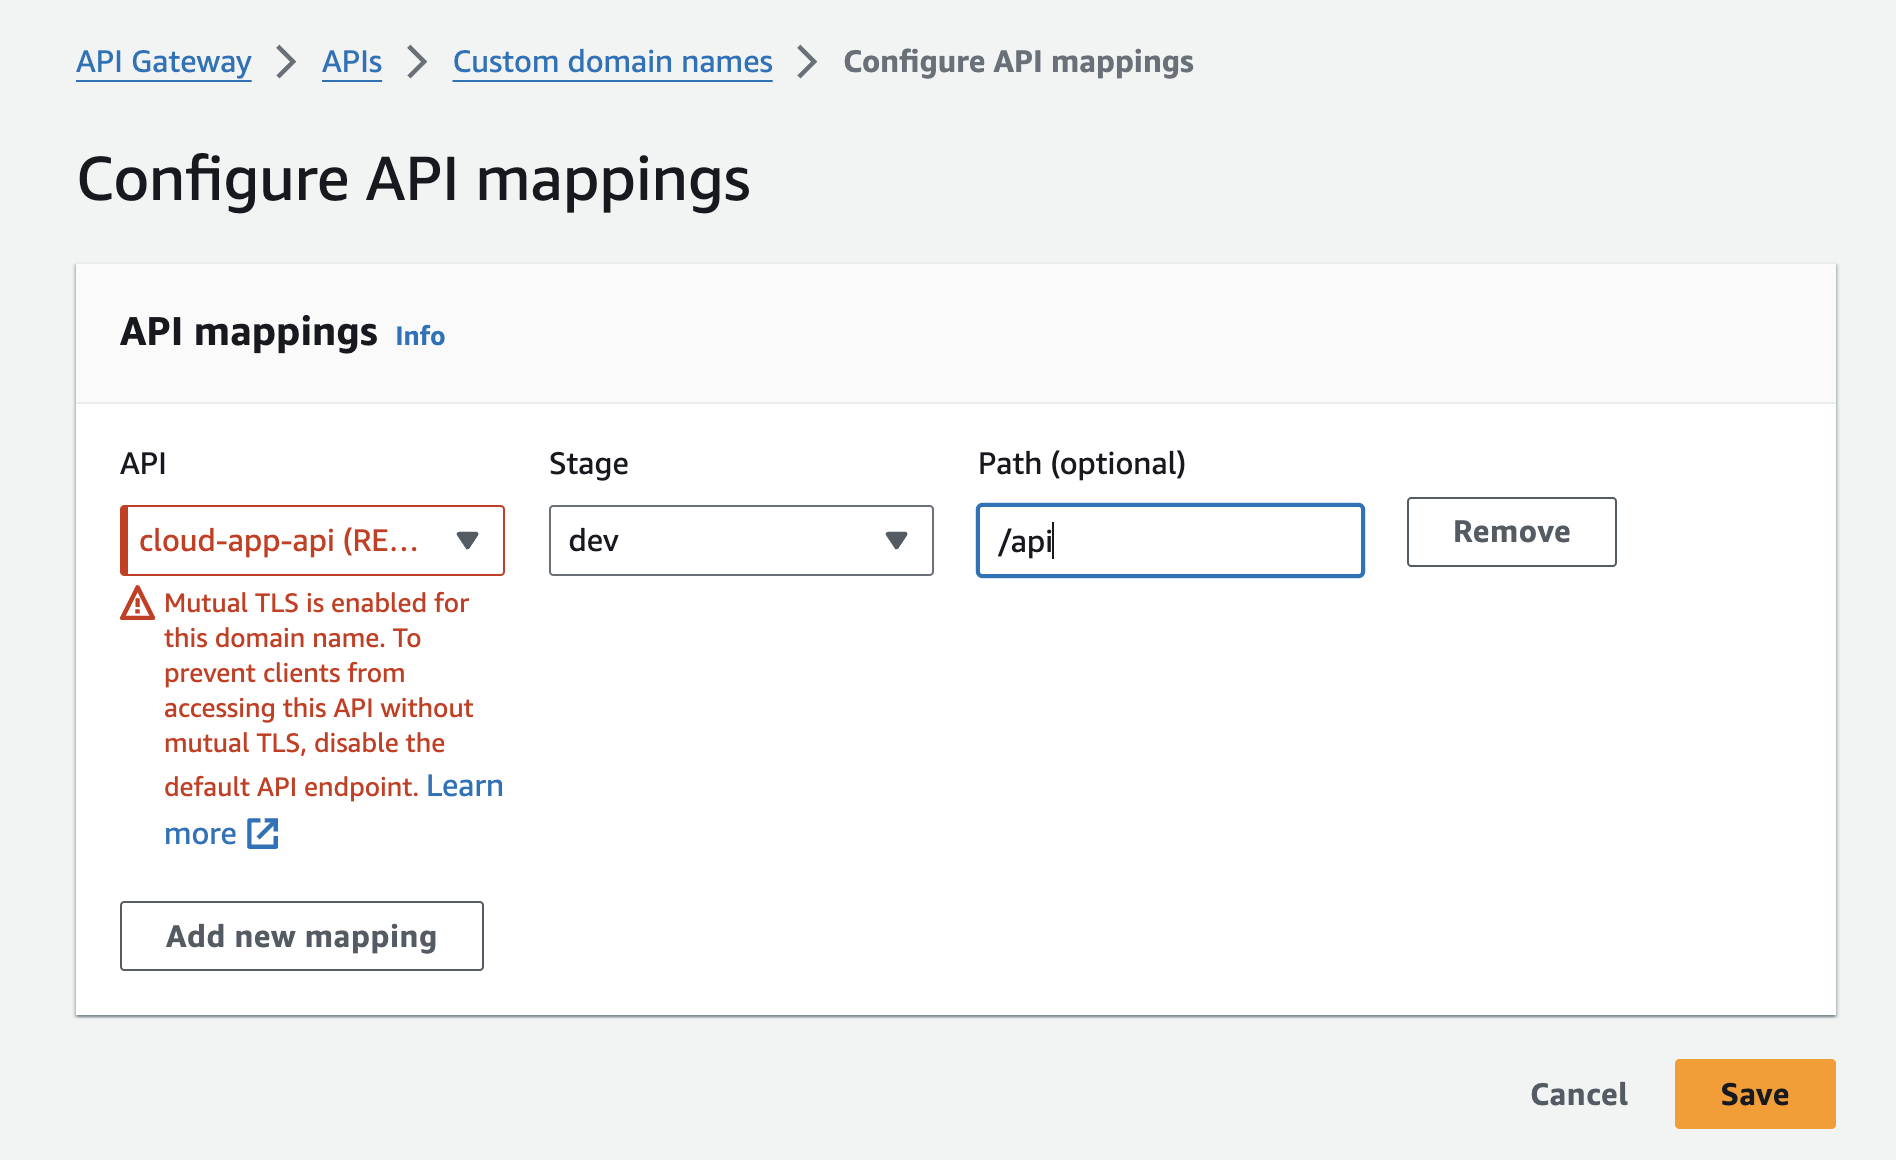 API Gateway > APIs > Custom domain names > Configure API mappings
Configure API mappings
API mappings Info
API Stage Path (optional)
cloud-app-api (RE... dev /api Remove
Mutual TLS is enabled for
this domain name. To
prevent clients from
accessing this API without
mutual TLS, disable the
default API endpoint. Learn
more
Add new mapping
Cancel Save